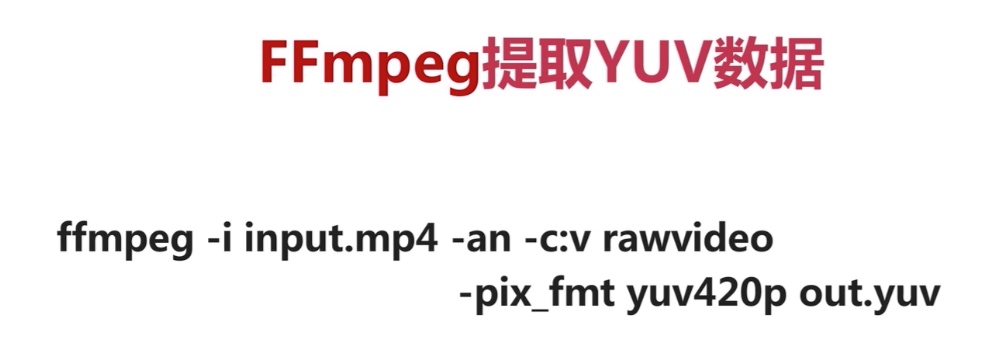 FFmpeg提取YUV数据
ffmpeg -i input.mp4 -an -c:v rawvideo
-pix_fmt yuv420p out.yuv